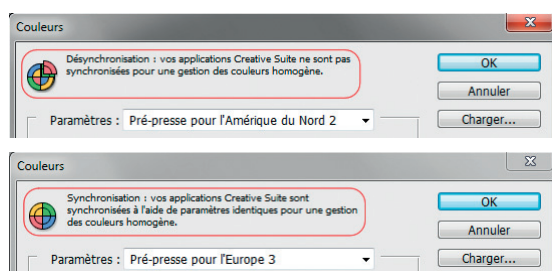 Couleurs
Désynchronisation : vos applications Creative Suite ne sont pas
synchronisées pour une gestion des couleurs homogène.
OK
Annuler
Paramètres : Pré-presse pour l'Amérique du Nord 2
Charger...
Couleurs
Synchronisation : vos applications Creative Suite sont
synchronisées à l'aide de paramètres identiques pour une gestion
des couleurs homogène.
OK
Annuler
Paramètres : Pré-presse pour l'Europe 3
Charger...